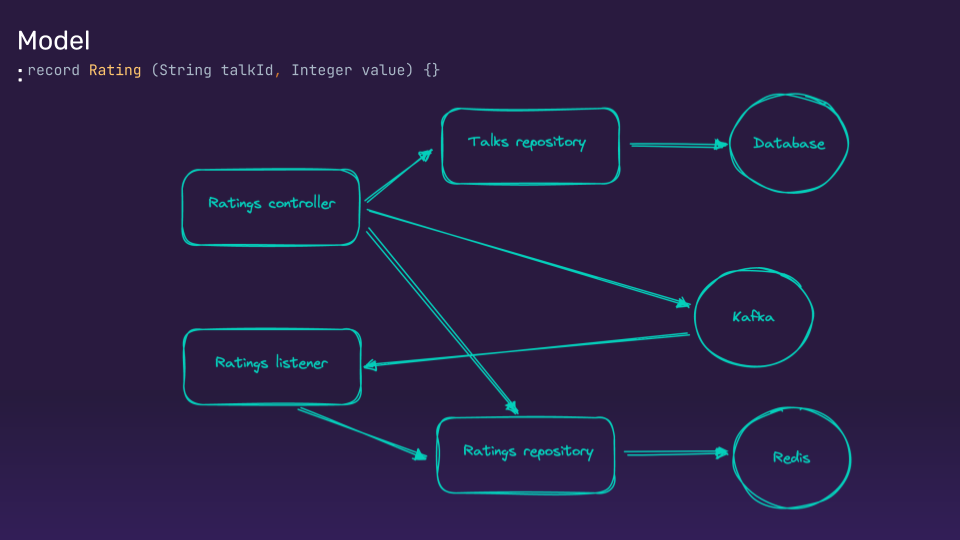 Model
: record Rating (String talkId, Integer value) {}
Talks repository
Database
Ratings controller
Kafka
Ratings listener
Ratings repository
Redis